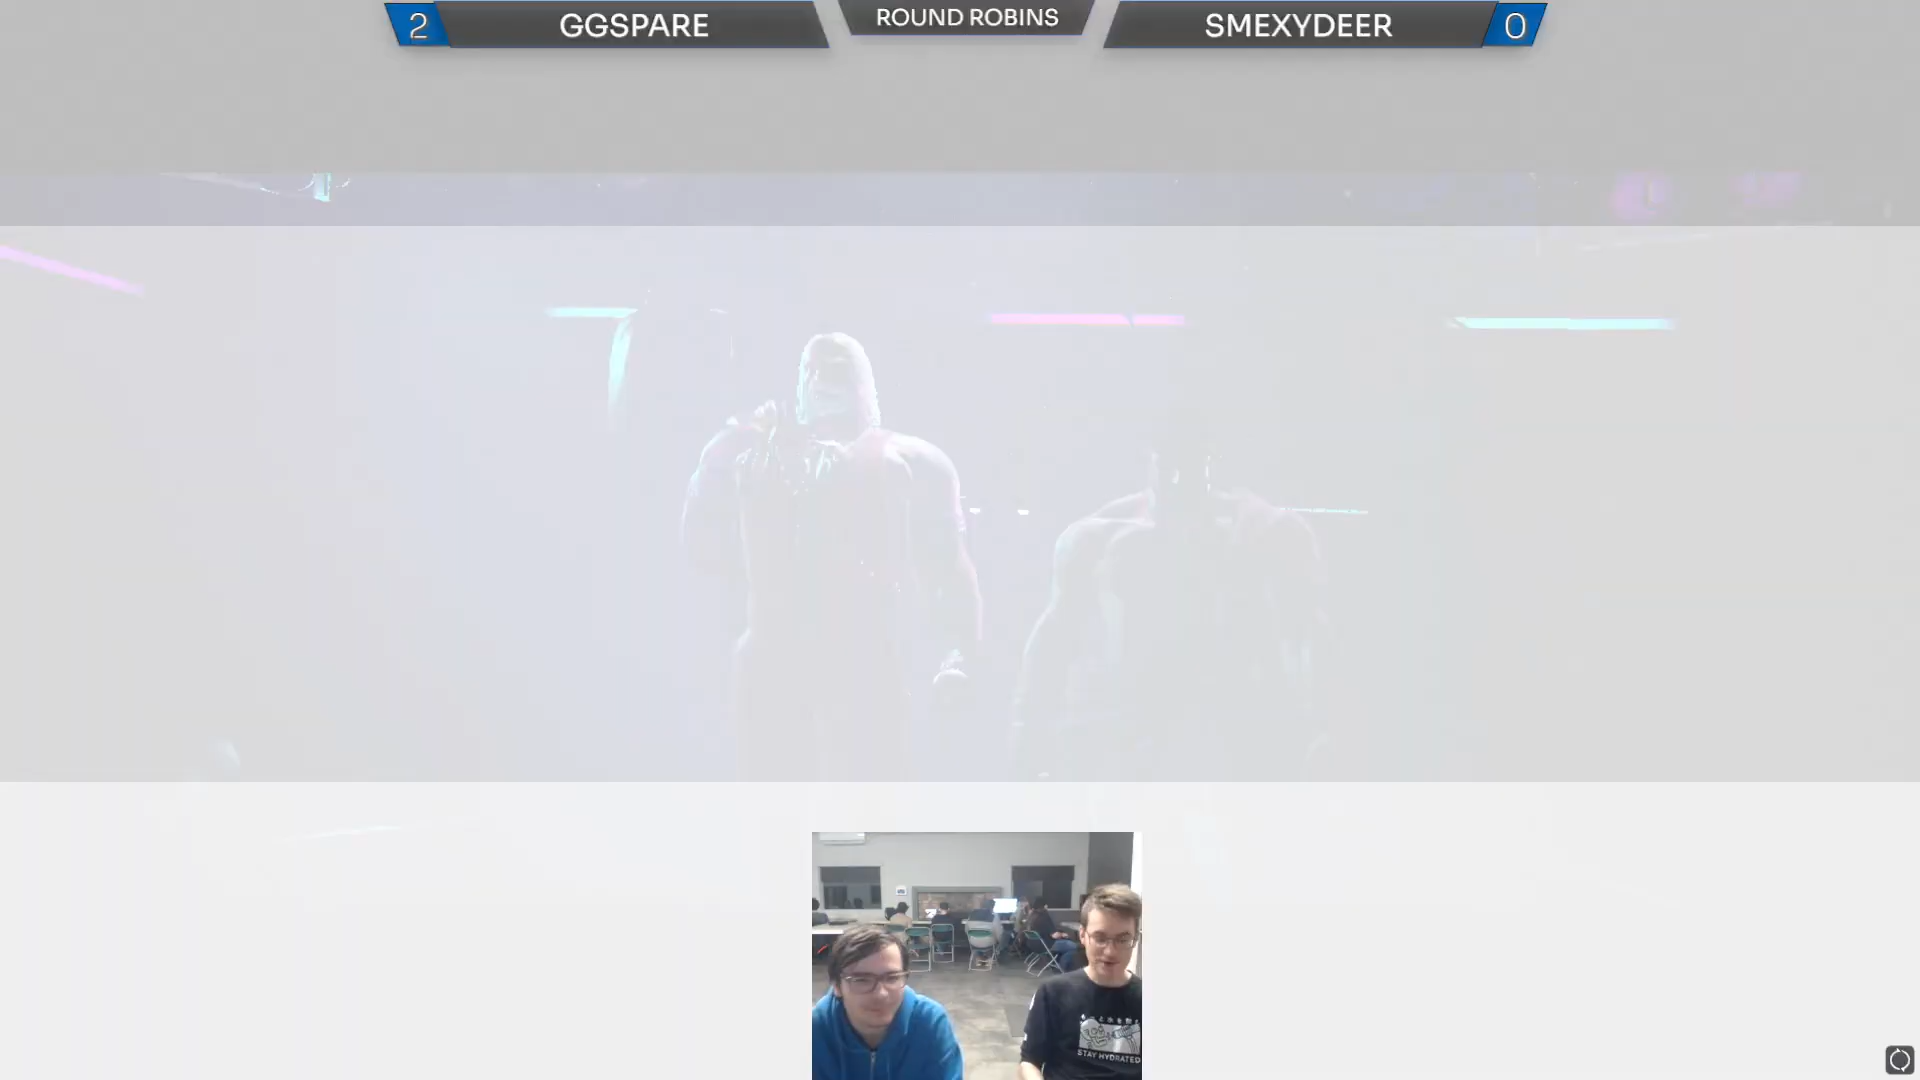 2
GGSPARE
ROUND ROBINS
SMEXYDEER
0
STAY HYDRATED